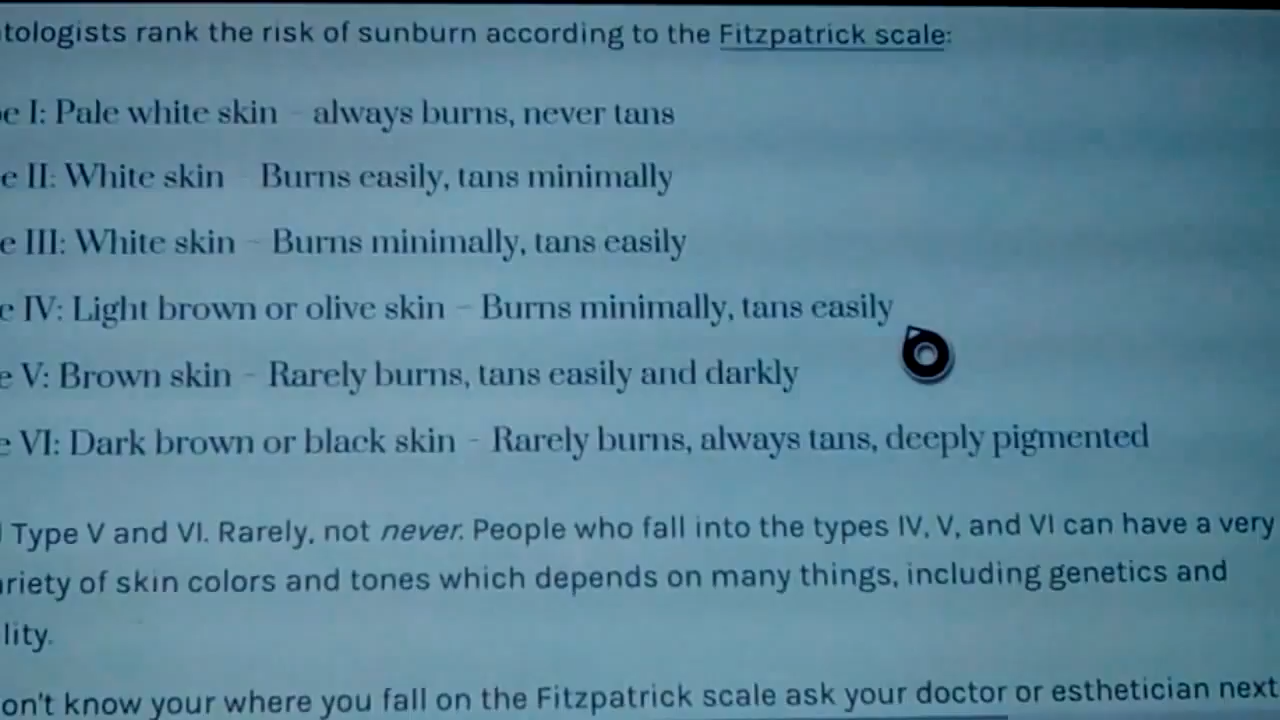 tologists rank the risk of sunburn according to the Fitzpatrick scale:
e I: Pale white skin – always burns, never tans
e II: White skin – Burns easily, tans minimally
e III: White skin – Burns minimally, tans easily
e IV: Light brown or olive skin – Burns minimally, tans easily
e V: Brown skin – Rarely burns, tans easily and darkly
e VI: Dark brown or black skin – Rarely burns, always tans, deeply pigmented
Type V and VI. Rarely, not never. People who fall into the types IV, V, and VI can have a very
riety of skin colors and tones which depends on many things, including genetics and
lity.
on't know your where you fall on the Fitzpatrick scale ask your doctor or esthetician next